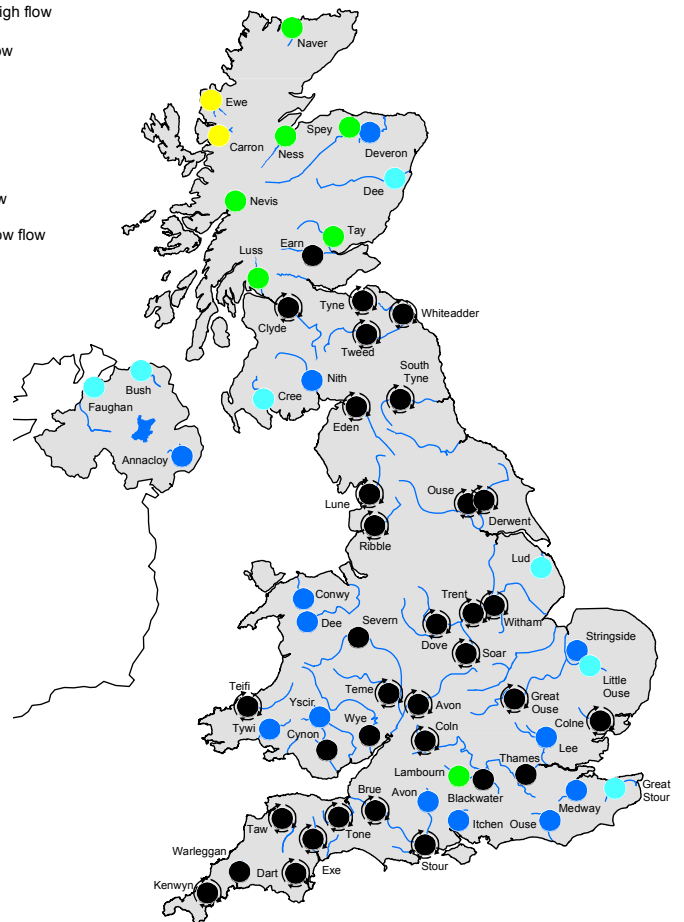 igh flow
Naver
ow
Ewe
Spey
Carron
Ness
Deveron
Dee
w
Nevis
ow flow
Tay
Earn
Luss
Tyne
Whiteadder
Clyde
Tweed
South
Tyne
Bush
Nith
Cree
Faughan
Eden
Annacloy
Ouse
Lune
Derwent
Ribble
Lud
Conwy
Trent
Dee
Severn
Witham
Stringside
Dove
Soar
Little
Ouse
Teifi
Teme
Great
Ouse
Yscir
Avon
Colne
Tywi
Wye
Coln
Cynon
Lee
Thames
Lambourn
Great
Stour
Brue
Avon
Blackwater
Medway
Taw
Tone
Itchen
Ouse
Warleggan
Stour
Exe
Dart
Kenwyn